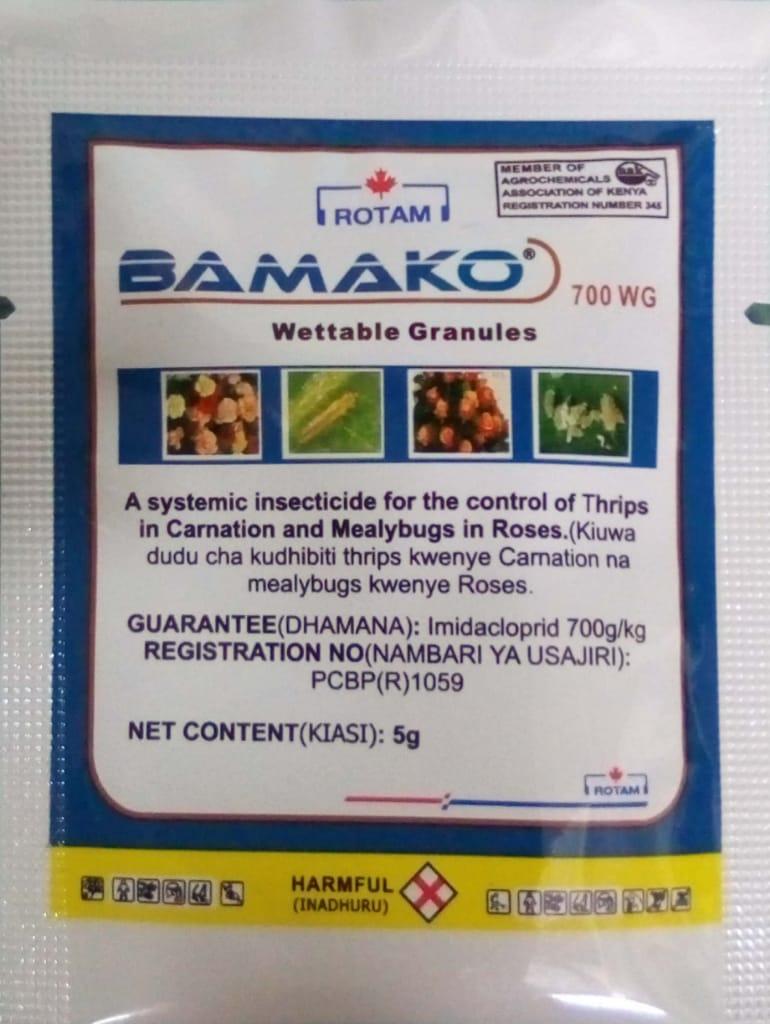 ROTAM
MEMBER OF
AGROCHEMICALS
ASSOCIATION OF KENYA
REGISTRATION NUMBER 345
BAMAKO®
700 WG
Wettable Granules
A systemic insecticide for the control of Thrips
in Carnation and Mealybugs in Roses.(Kiuwa
dudu cha kudhibiti thrips kwenye Carnation na
mealybugs kwenye Roses.
GUARANTEE(DHAMANA): Imidacloprid 700g/kg
REGISTRATION NO(NAMBARI YA USAJIRI):
PCBP(R)1059
NET CONTENT(KIASI): 5g
ROTAM
HARMFUL
(INADHURU)